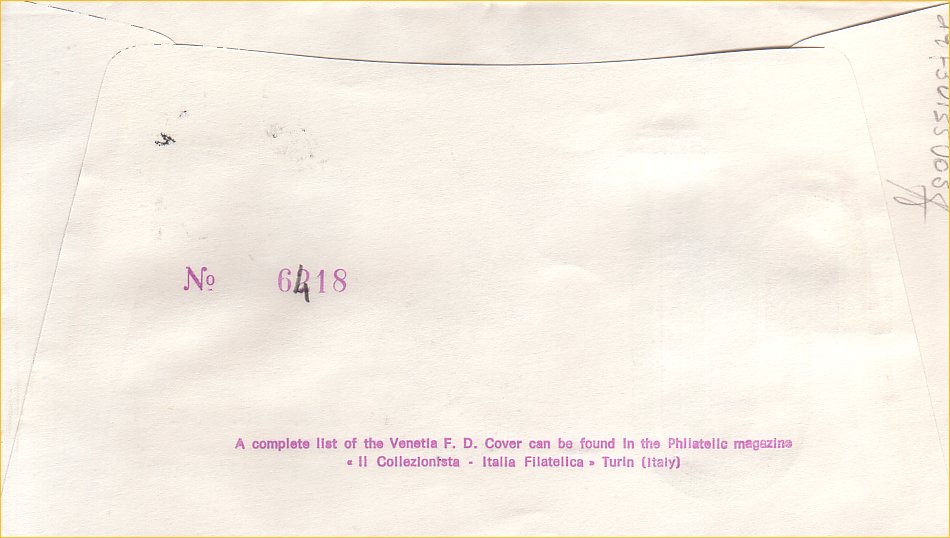 No 6418
A complete list of the Venetia F. D. Cover can be found in the Philatelic magazine
« Il Collezionista - Italia Filatelica » Turin (Italy)